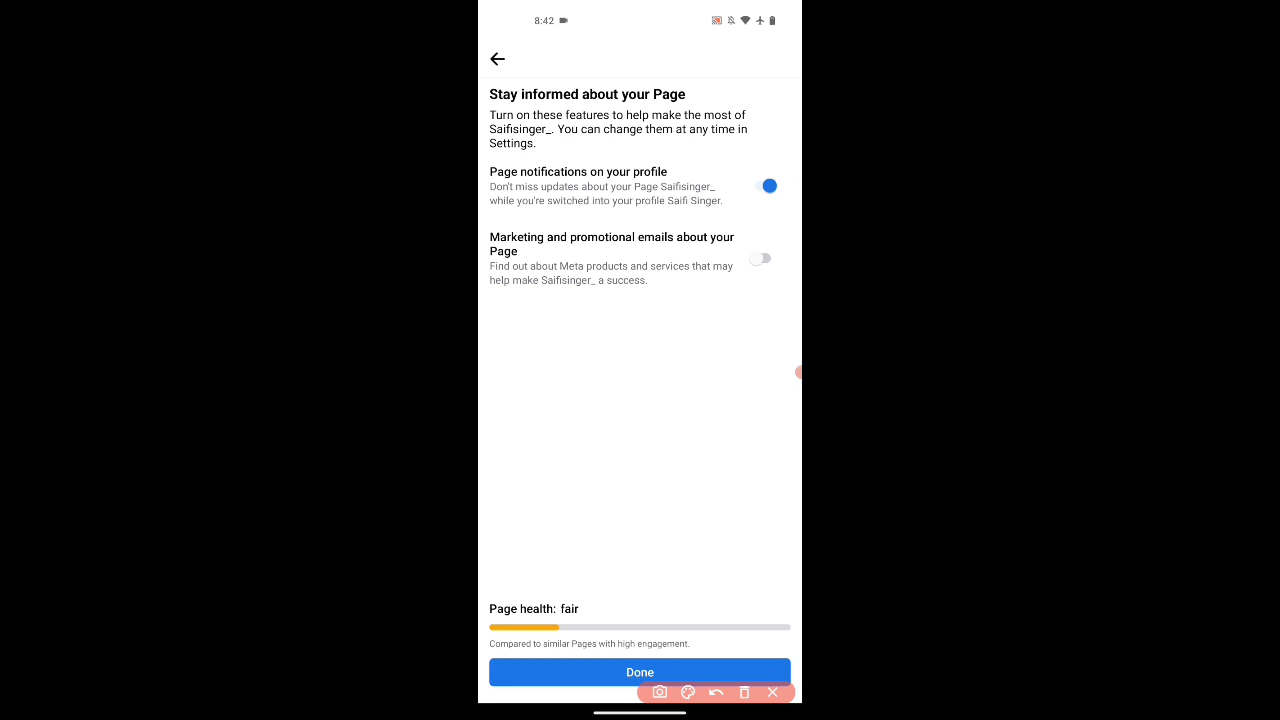 8:42
Stay informed about your Page
Turn on these features to help make the most of
Saifisinger_. You can change them at any time in
Settings.
Page notifications on your profile
Don't miss updates about your Page Saifisinger_
while you're switched into your profile Saifi Singer.
Marketing and promotional emails about your
Page
Find out about Meta products and services that may
help make Saifisinger_ a success.
Page health: fair
Compared to similar Pages with high engagement.
Done